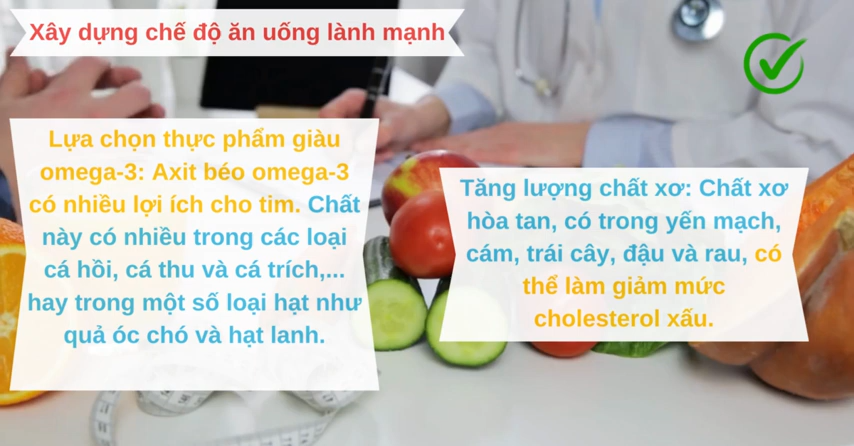 Xây dựng chế độ ăn uống lành mạnh
Lựa chọn thực phẩm giàu
omega-3: Axit béo omega-3
có nhiều lợi ích cho tim. Chất
này có nhiều trong các loại
cá hồi, cá thu và cá trích,...
hay trong một số loại hạt như
quả óc chó và hạt lanh.
Tăng lượng chất xơ: Chất xơ
hòa tan, có trong yến mạch,
cám, trái cây, đậu và rau, có
thể làm giảm mức
cholesterol xấu.